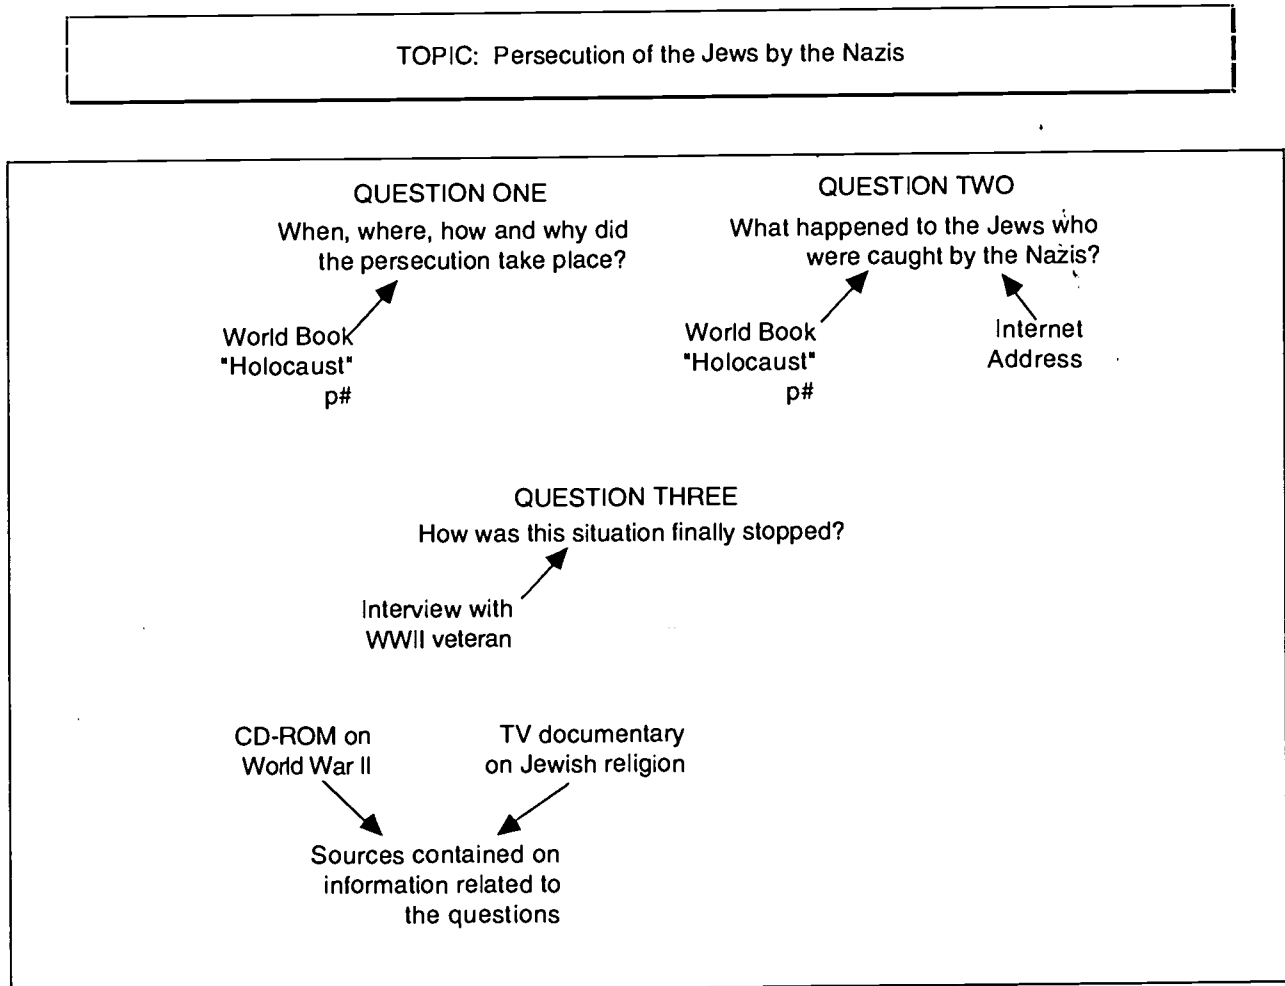 TOPIC: Persecution of the Jews by the Nazis
QUESTION ONE
When, where, how and why did
the persecution take place?
World Book
"Holocaust"
p#
QUESTION TWO
What happened to the Jews who
were caught by the Nazis?
World Book
"Holocaust"
p#
Internet
Address
QUESTION THREE
How was this situation finally stopped?
Interview with
WWII veteran
CD-ROM on
World War II
TV documentary
on Jewish religion
Sources contained on
information related to
the questions